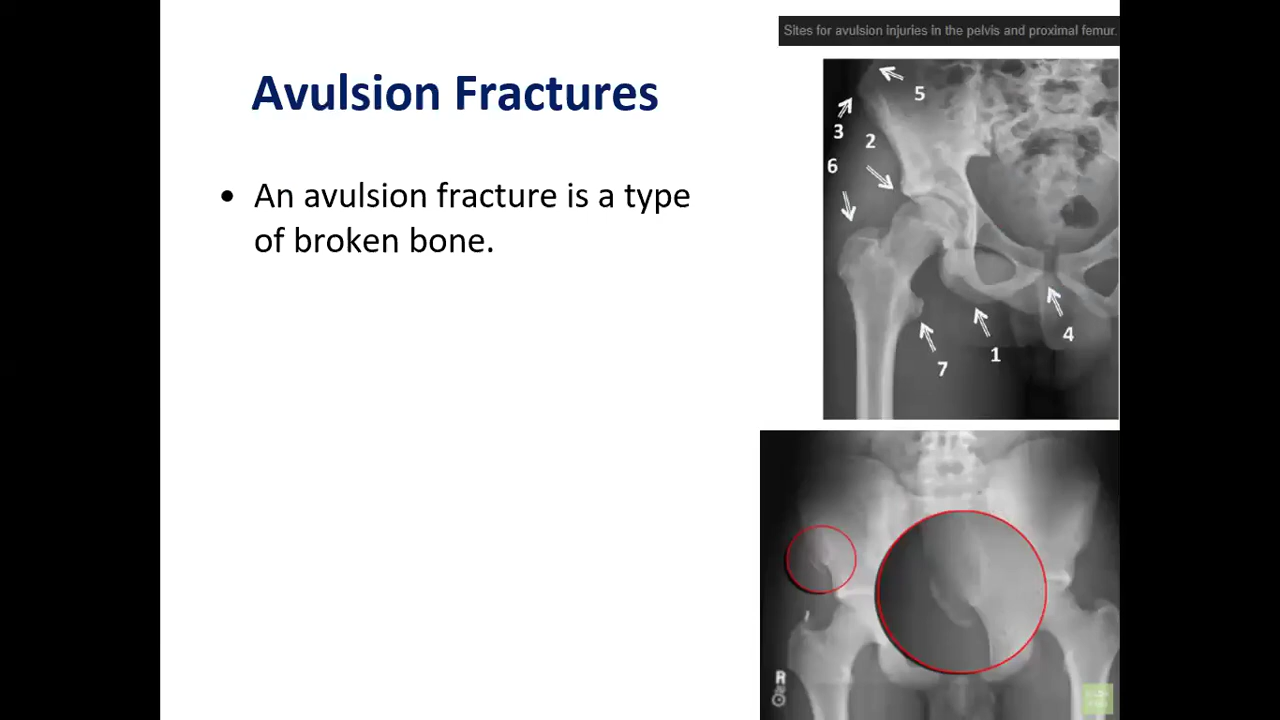 Sites for avulsion injuries in the pelvis and proximal femur.
Avulsion Fractures
• An avulsion fracture is a type
of broken bone.
5
3
2
6
4
1
7
R